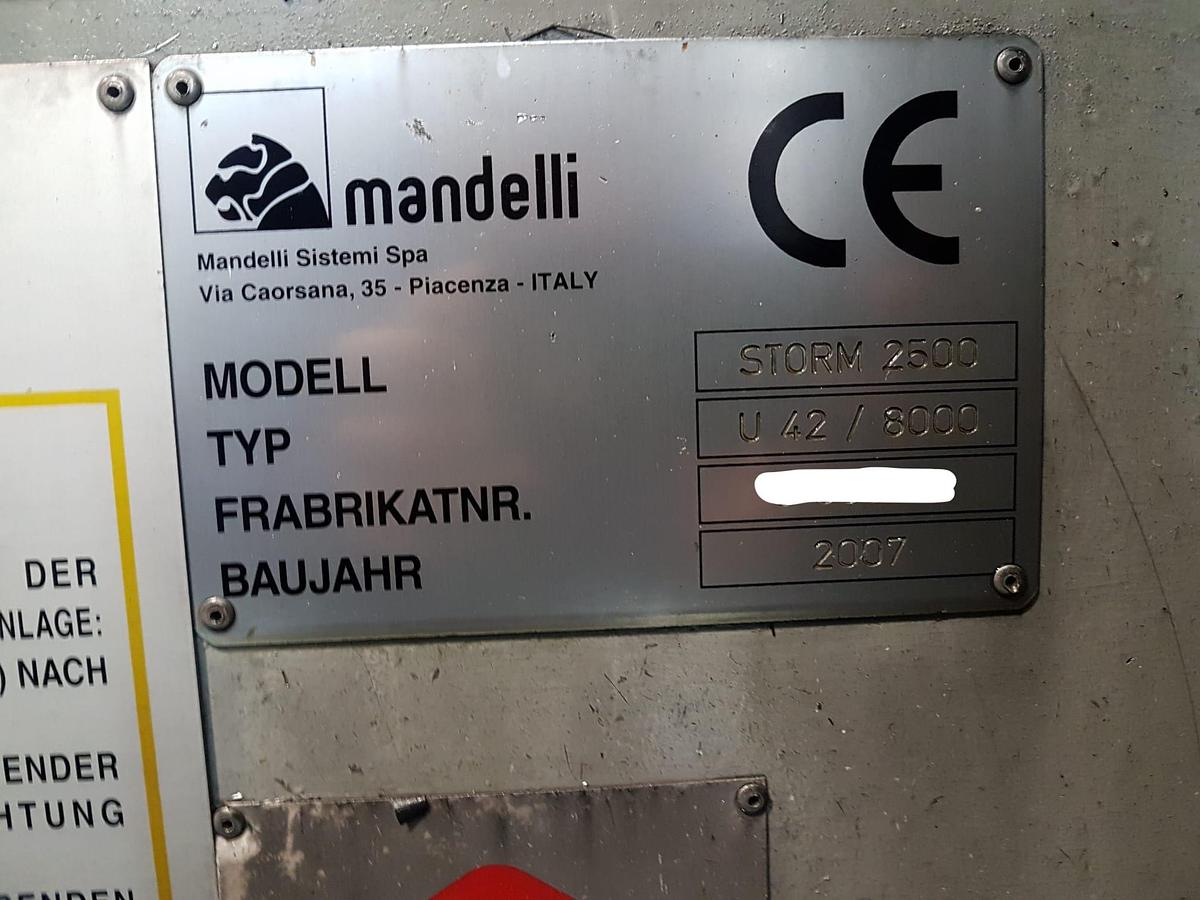 mandelli
CE
Mandelli Sistemi Spa
Via Caorsana, 35 - Piacenza - ITALY
MODELL STORM 2500
TYP U 42 / 8000
FRABRIKATNR.
BAUJAHR 2007
DER
NLAGE:
) NACH
ENDER
HTUNG